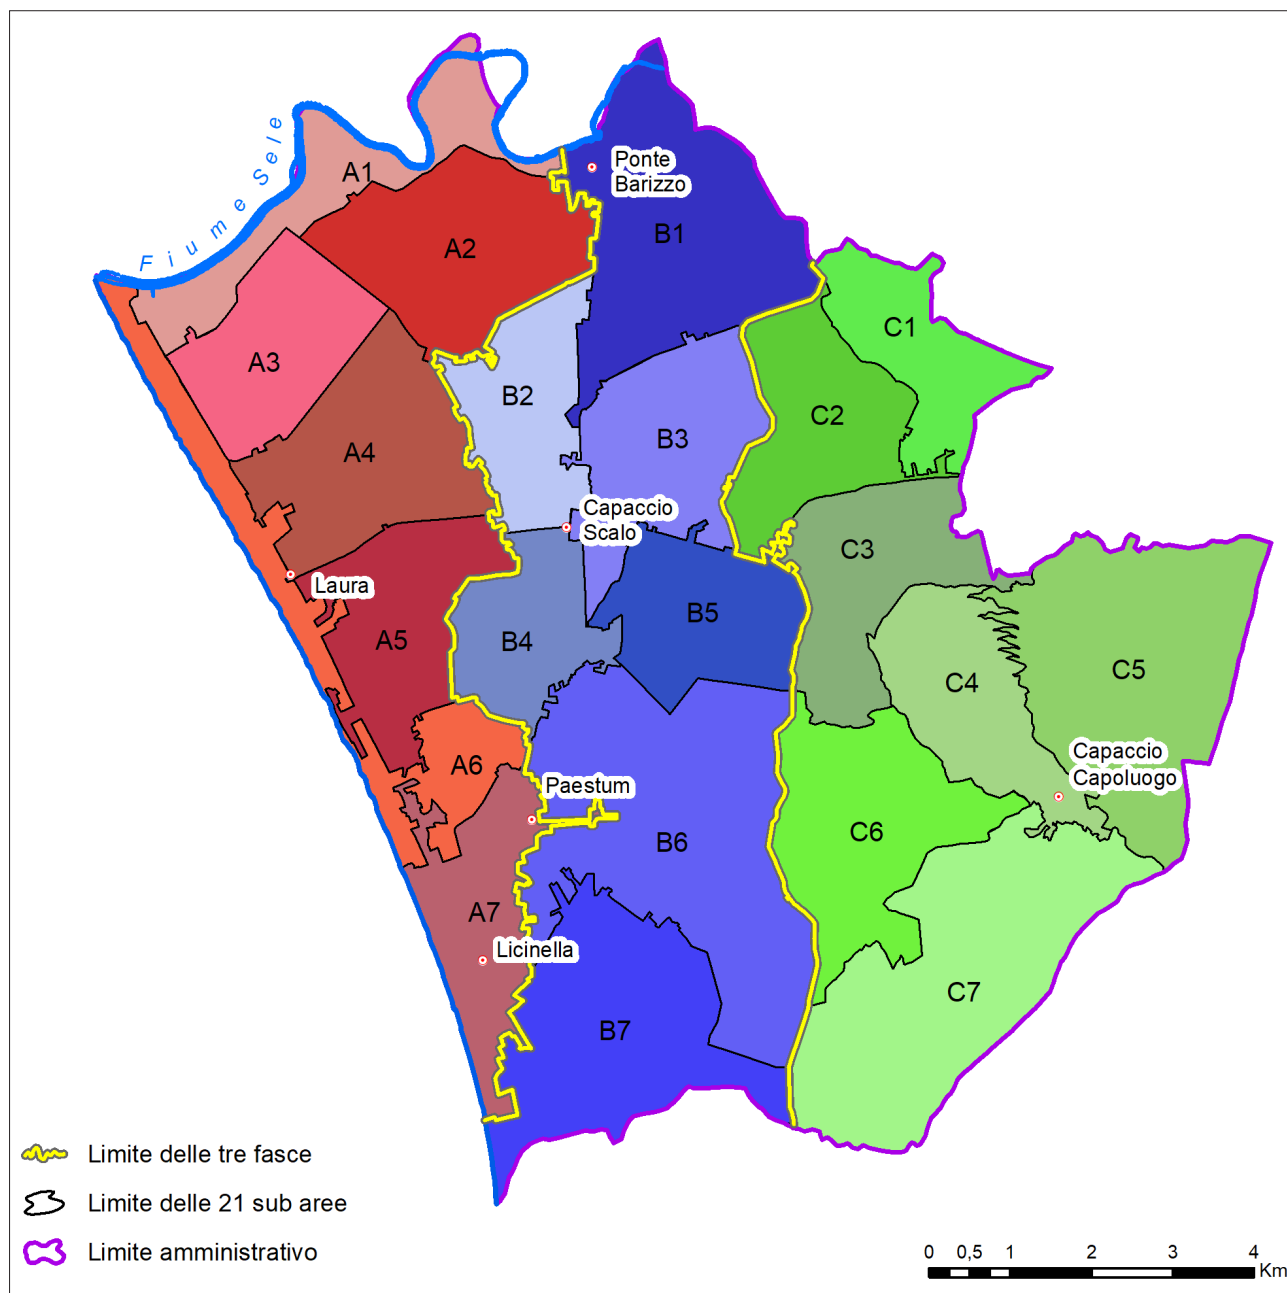 Fiume Sele
A1
Ponte
Barizzo
A2
B1
C1
A3
B2
C2
B3
A4
Capaccio
Scalo
C3
Laura
A5
B4
B5
C4
C5
A6
Capaccio
Capoluogo
Paestum
B6
C6
A7
Licinella
C7
B7
Limite delle tre fasce
Limite delle 21 sub aree
Limite amministrativo
0 0,5 1 2 3 4
Km